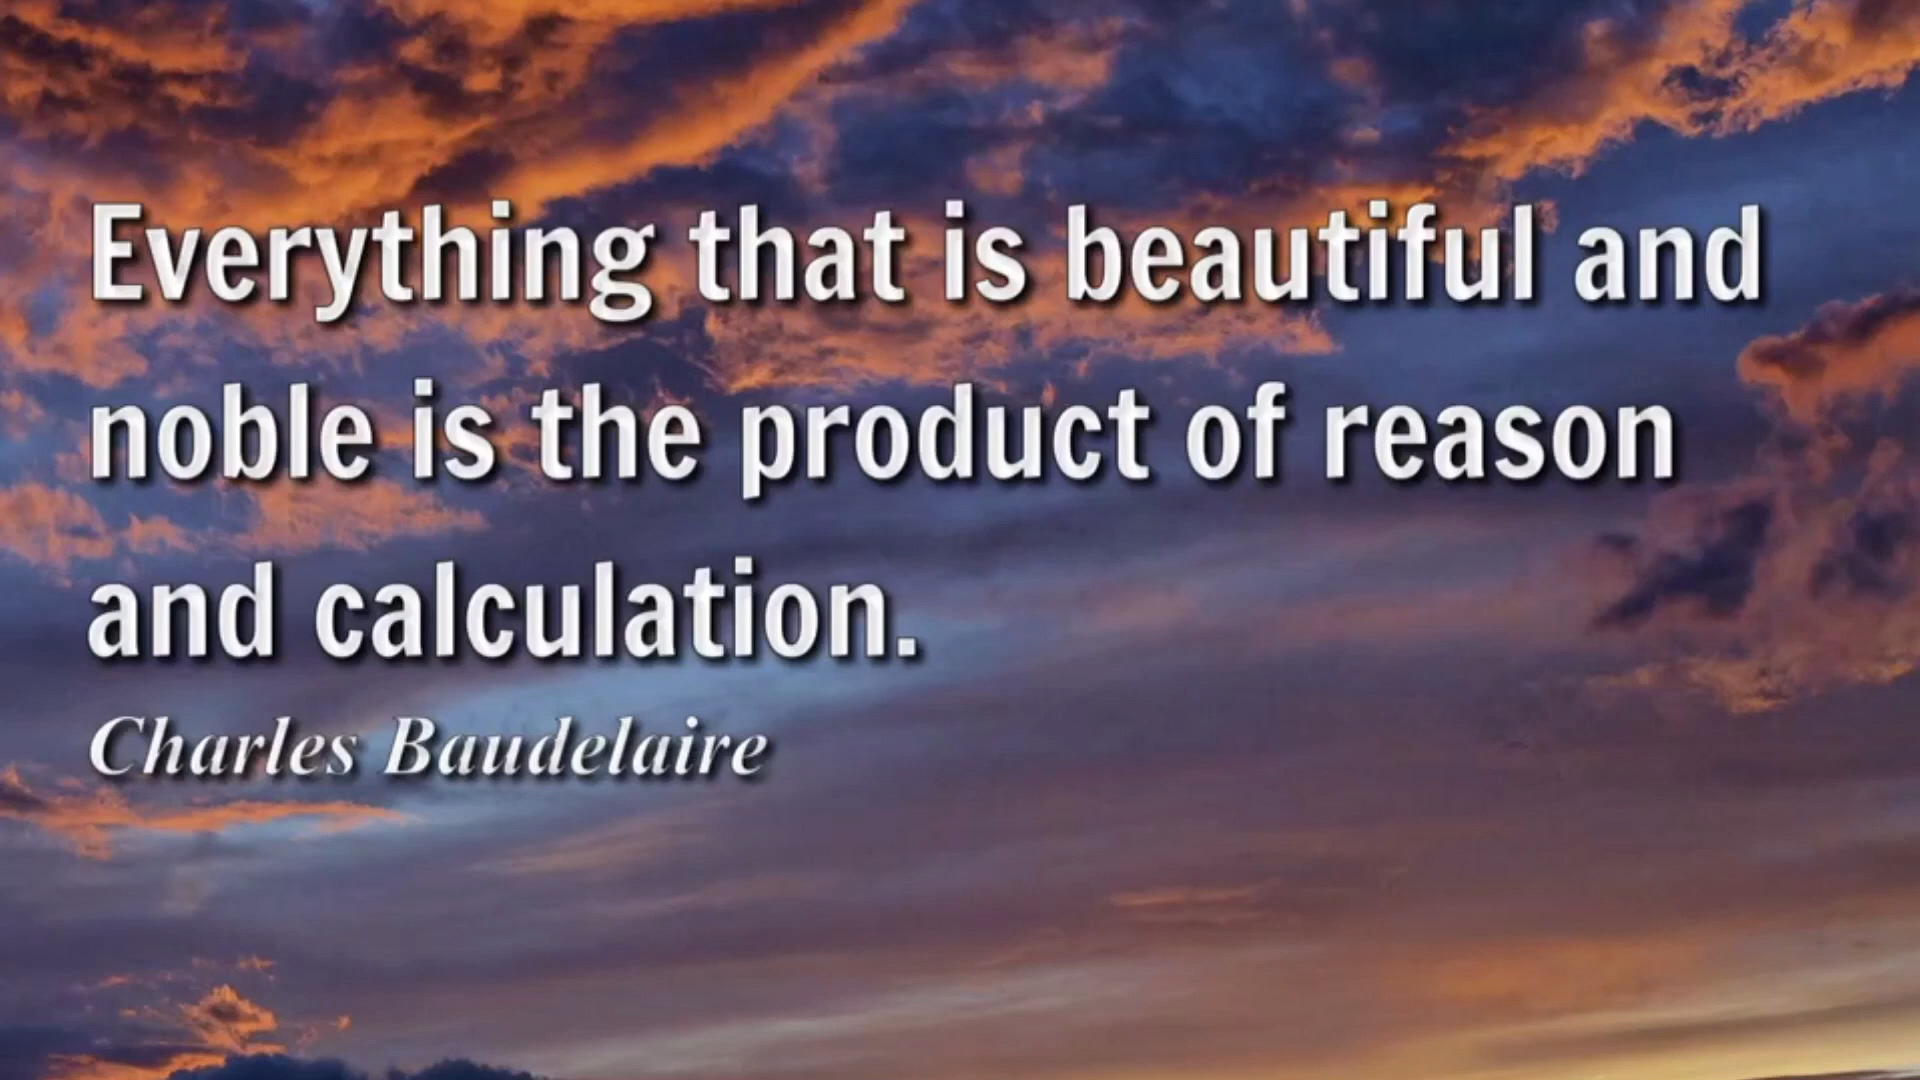 Everything that is beautiful and
noble is the product of reason
and calculation.
Charles Baudelaire